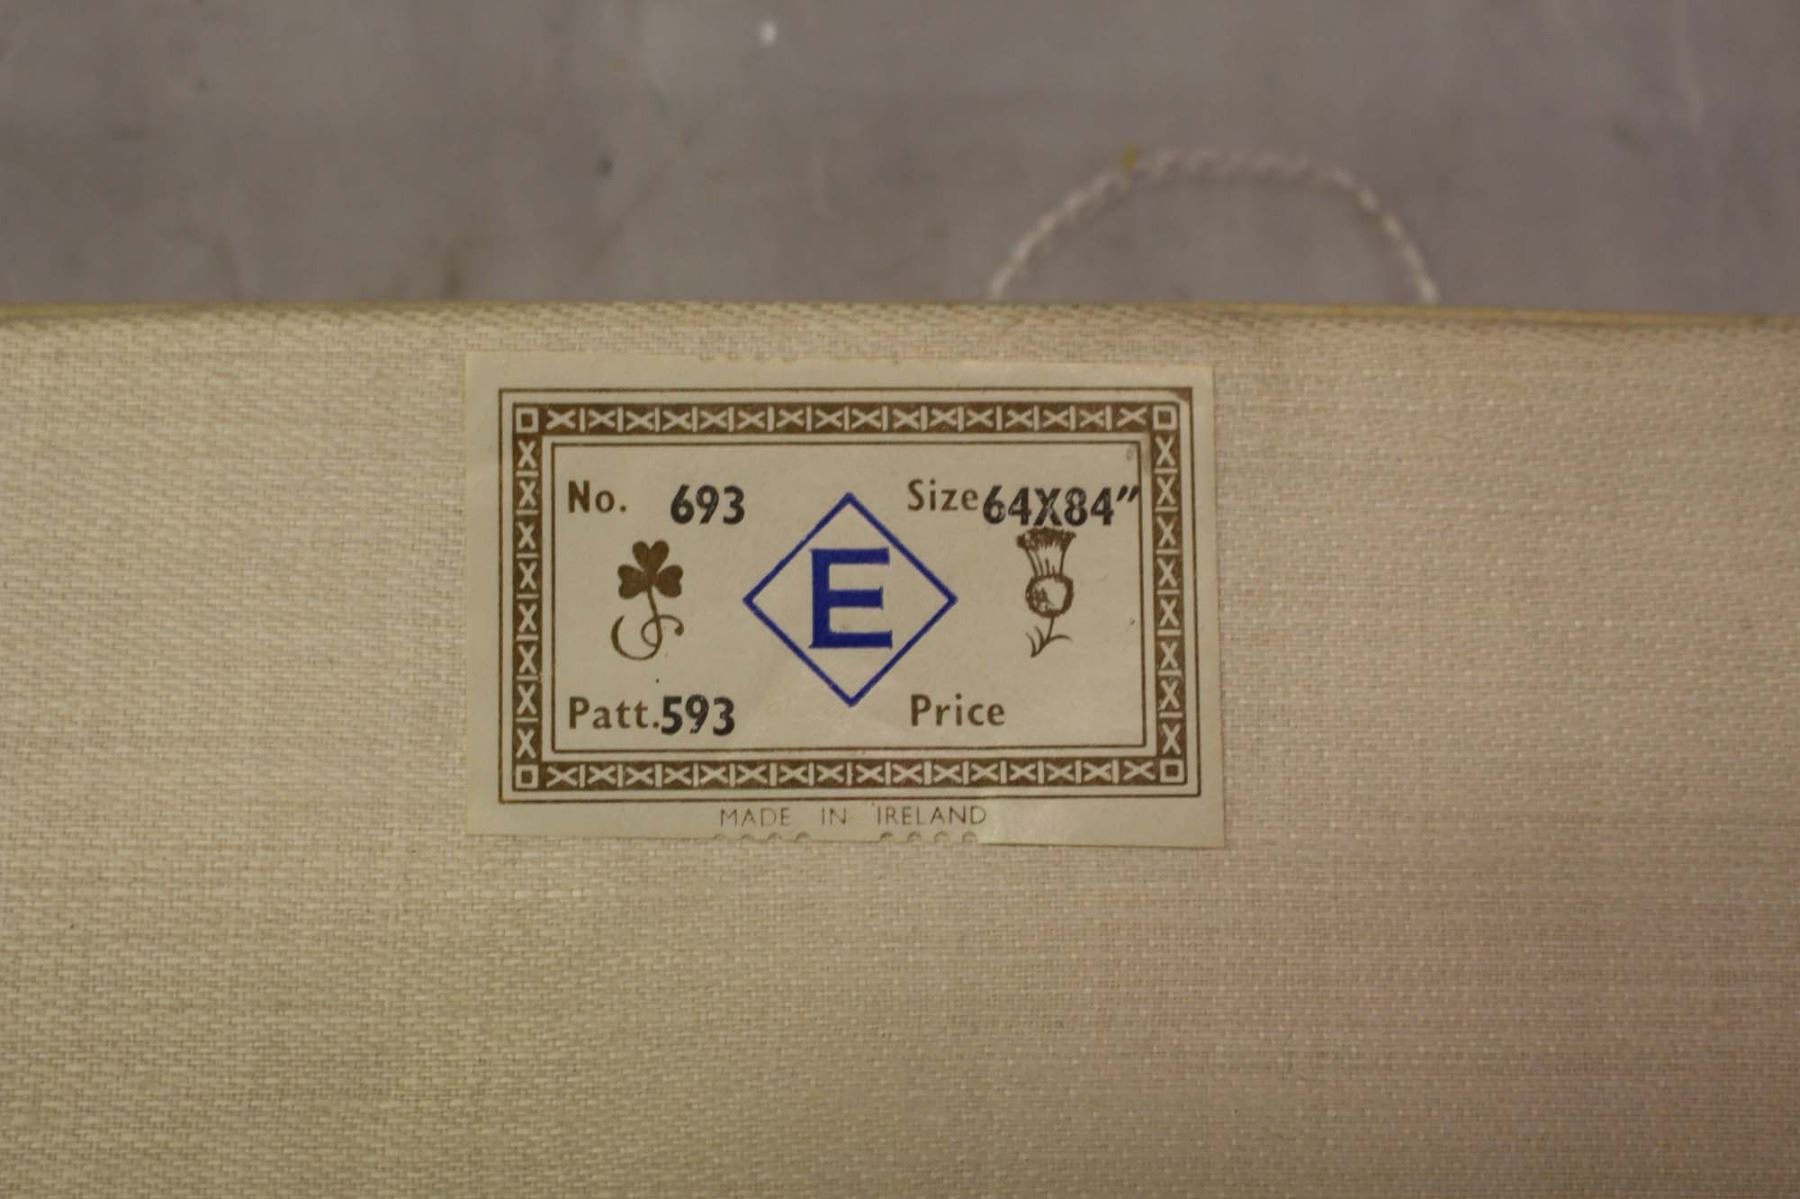 No. 693 Size 64X84"
E
Patt. 593 Price
MADE IN IRELAND